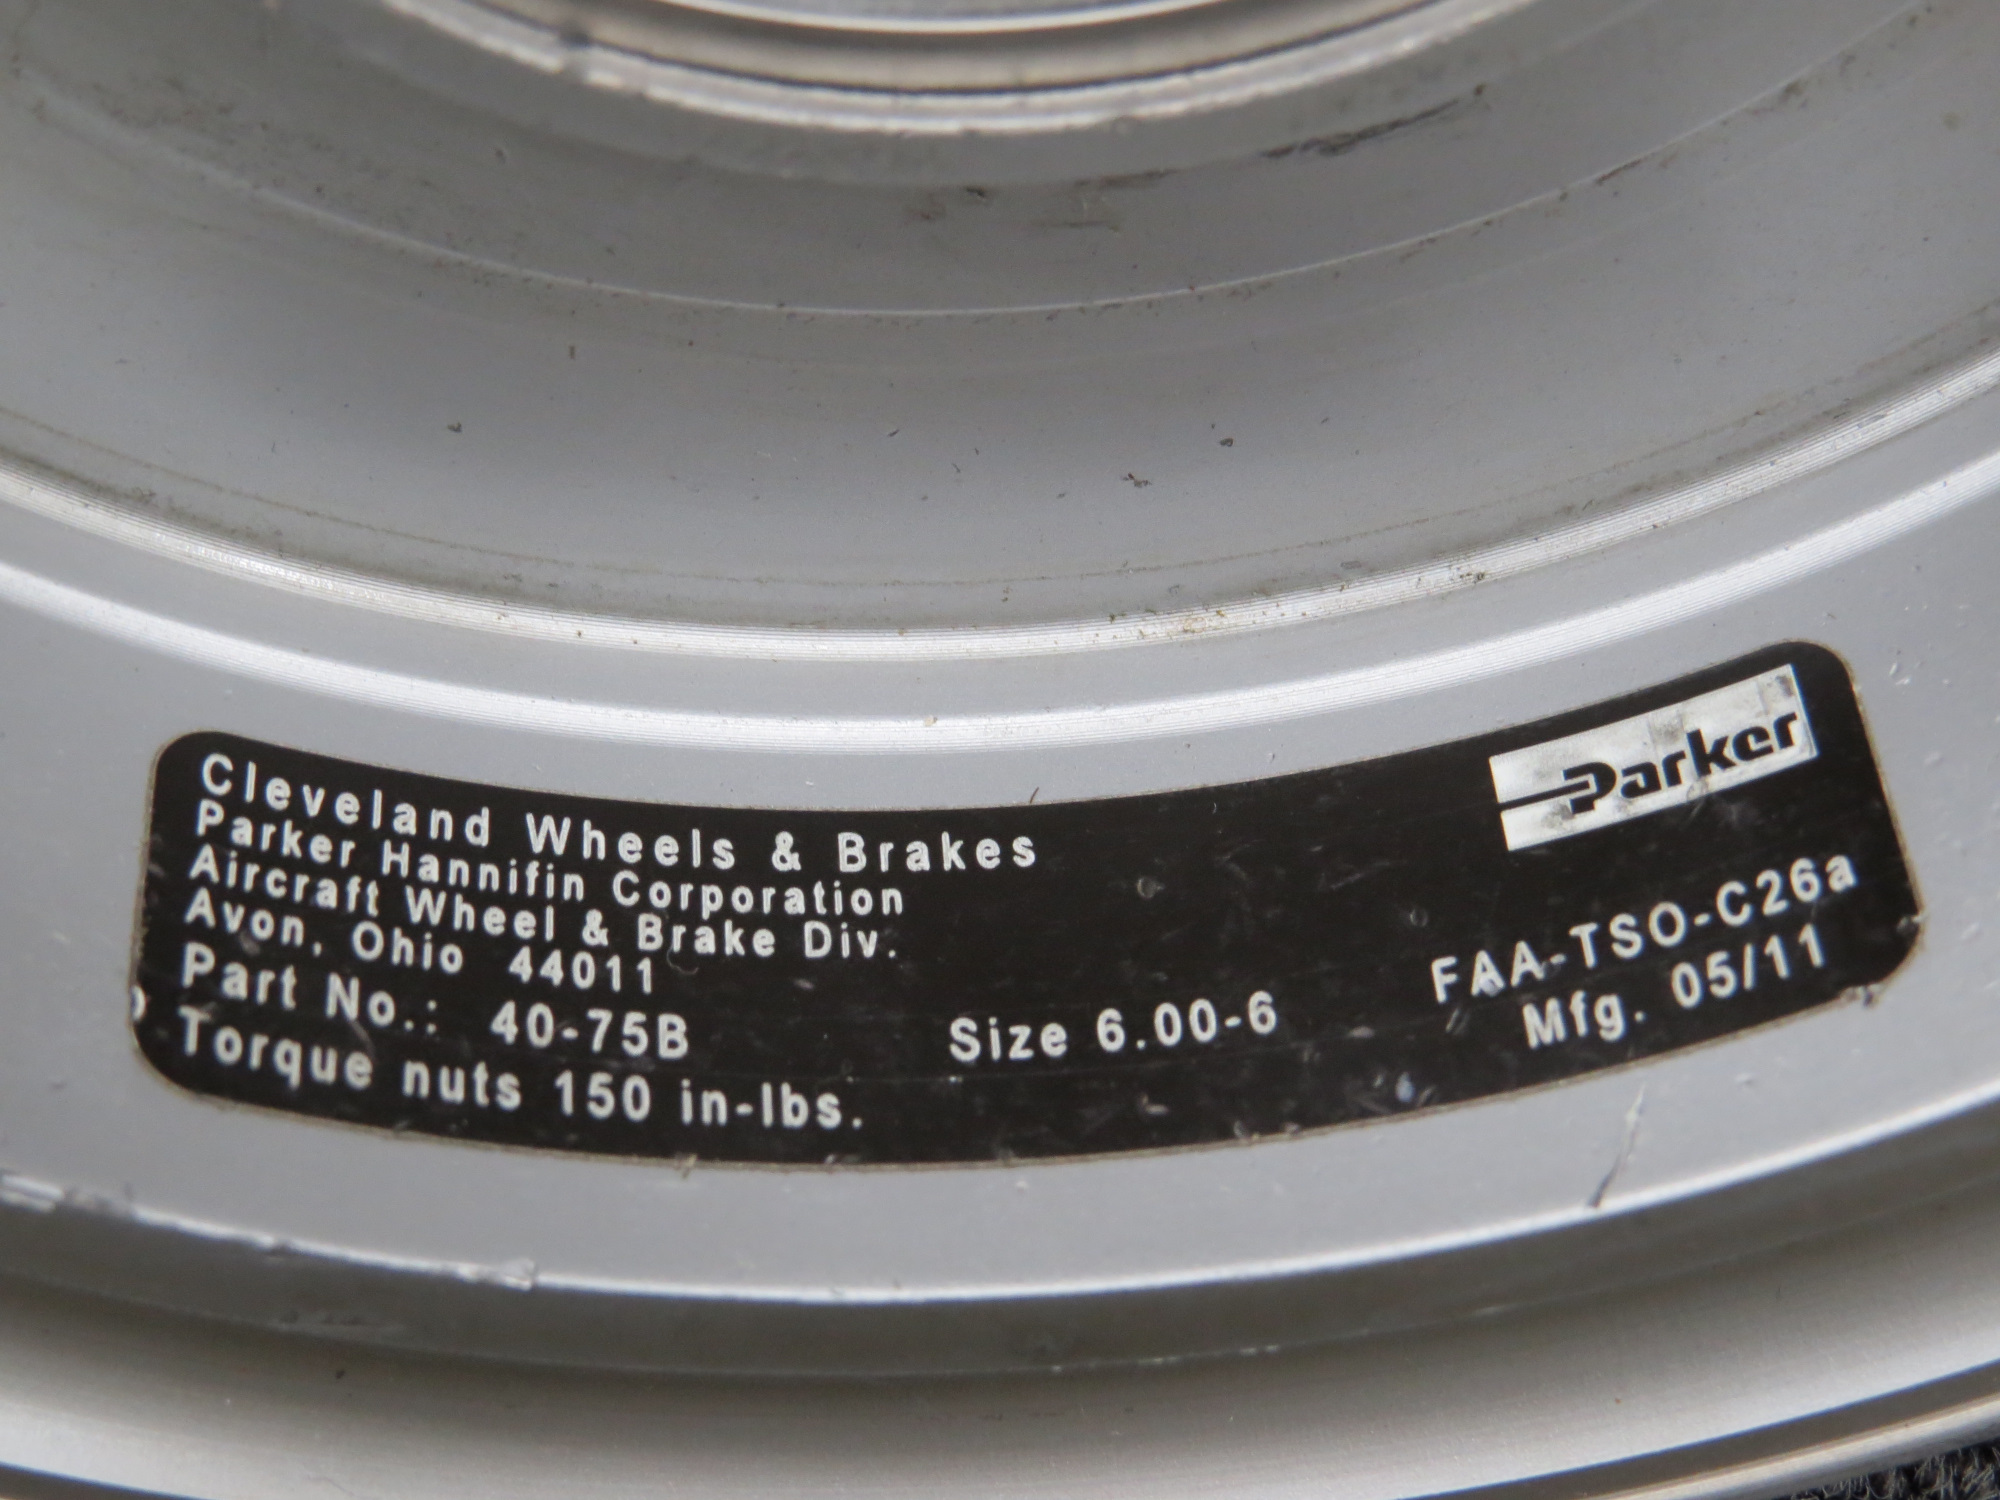 Cleveland Wheels & Brakes
Parker Hannifin Corporation
Aircraft Wheel & Brake Div.
Avon, Ohio 44011
Part No.: 40-75B
Size 6.00-6
Torque nuts 150 in-lbs.
Parker
FAA-TSO-C26a
Mfg. 05/11